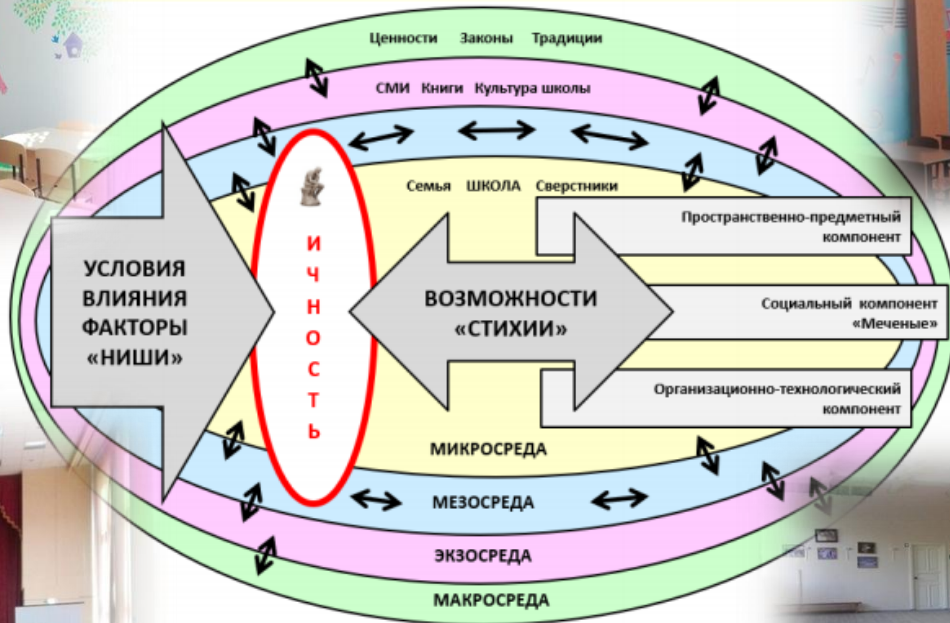 Ценности Законы Традиции
СМИ Книги Культура школы
Семья ШКОЛА Сверстники
УСЛОВИЯ
ВЛИЯНИЯ
ФАКТОРЫ
«НИШИ»
И
Ч
Н
О
С
Т
Ь
ВОЗМОЖНОСТИ
«СТИХИИ»
Пространственно-предметный
компонент
Социальный компонент
«Меченые»
Организационно-технологический
компонент
МИКРОСРЕДА
МЕЗОСРЕДА
ЭКЗОСРЕДА
МАКРОСРЕДА